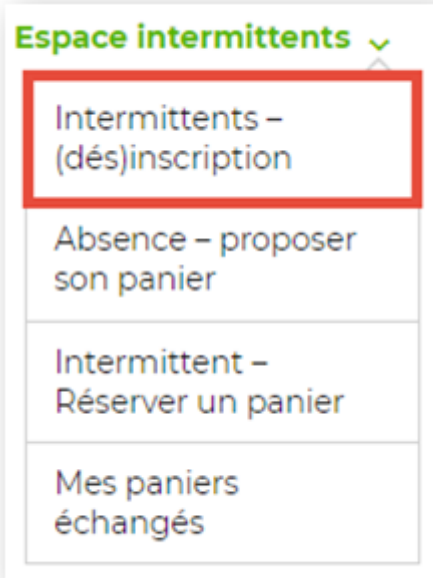 Espace intermittents
Intermittents –
(dés)inscription
Absence – proposer
son panier
Intermittent –
Réserver un panier
Mes paniers
échangés